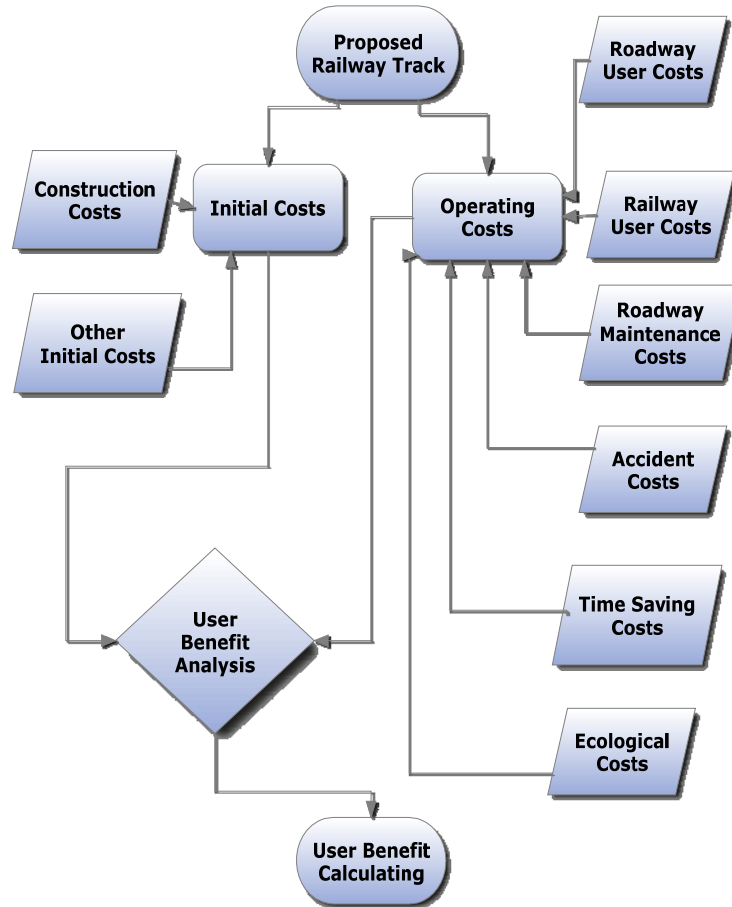 Proposed
Railway Track
Roadway
User Costs
Construction
Costs
Initial Costs
Operating
Costs
Railway
User Costs
Other
Initial Costs
Roadway
Maintenance
Costs
Accident
Costs
User
Benefit
Analysis
Time Saving
Costs
Ecological
Costs
User Benefit
Calculating